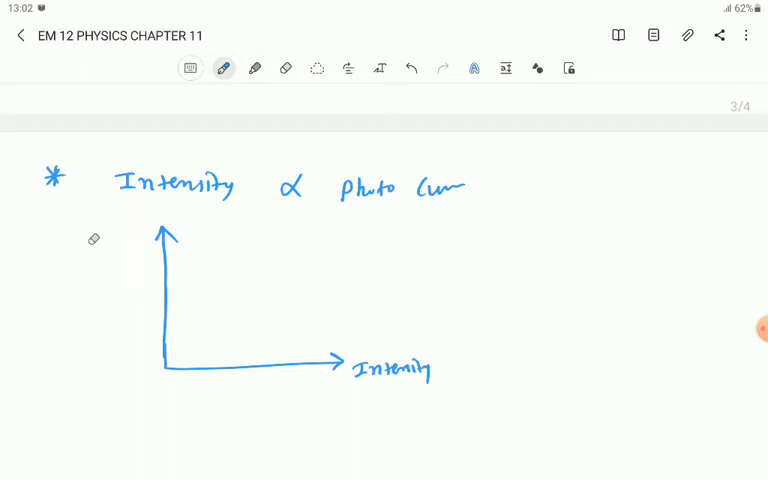 13:02 62%
EM 12 PHYSICS CHAPTER 11
3/4
* Intensity ∝ Photo
Intensity